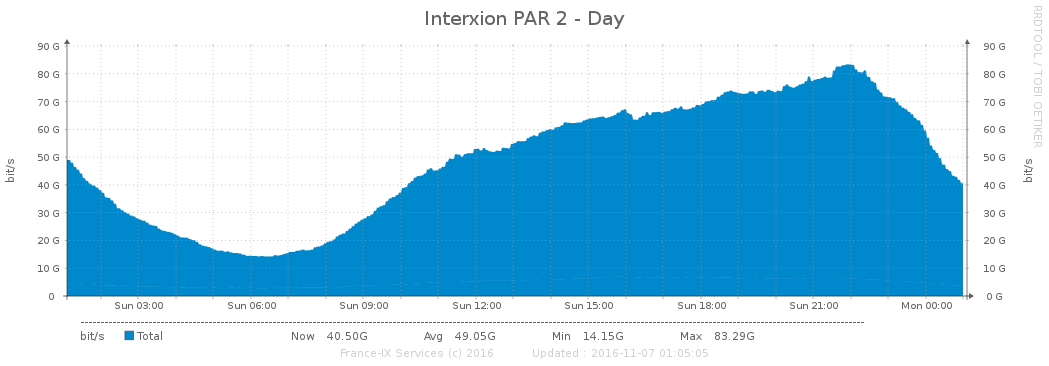 Interxion PAR 2 - Day
RRDTOOL / TOBI OETIKER
90 G 90 G
80 G 80 G
70 G 70 G
60 G 60 G
50 G 50 G
40 G 40 G
30 G 30 G
20 G 20 G
10 G 10 G
0 0 G
bit/s bit/s
Sun 03:00 Sun 06:00 Sun 09:00 Sun 12:00 Sun 15:00 Sun 18:00 Sun 21:00 Mon 00:00
bit/s Total Now 40.50G Avg 49.05G Min 14.15G Max 83.29G
France-IX Services (c) 2016 Updated : 2016-11-07 01:05:05